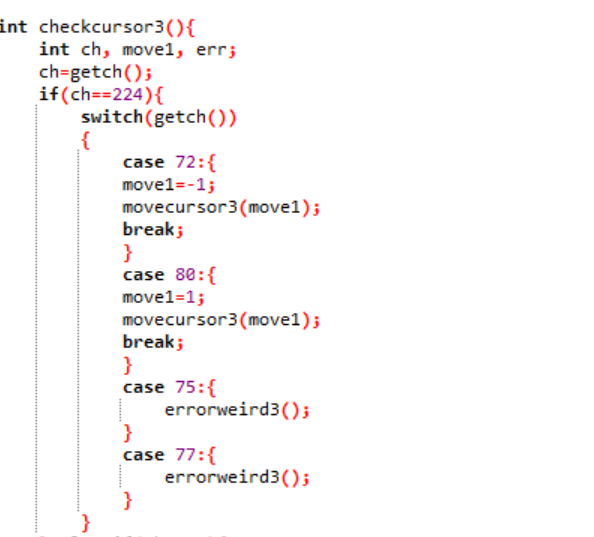 int checkcursor3(){
int ch, move1, err;
ch=getch();
if(ch==224){
switch(getch())
{
case 72:{
move1=-1;
movecursor3(move1);
break;
}
case 80:{
move1=1;
movecursor3(move1);
break;
}
case 75:{
errorweird3();
}
case 77:{
errorweird3();
}
}